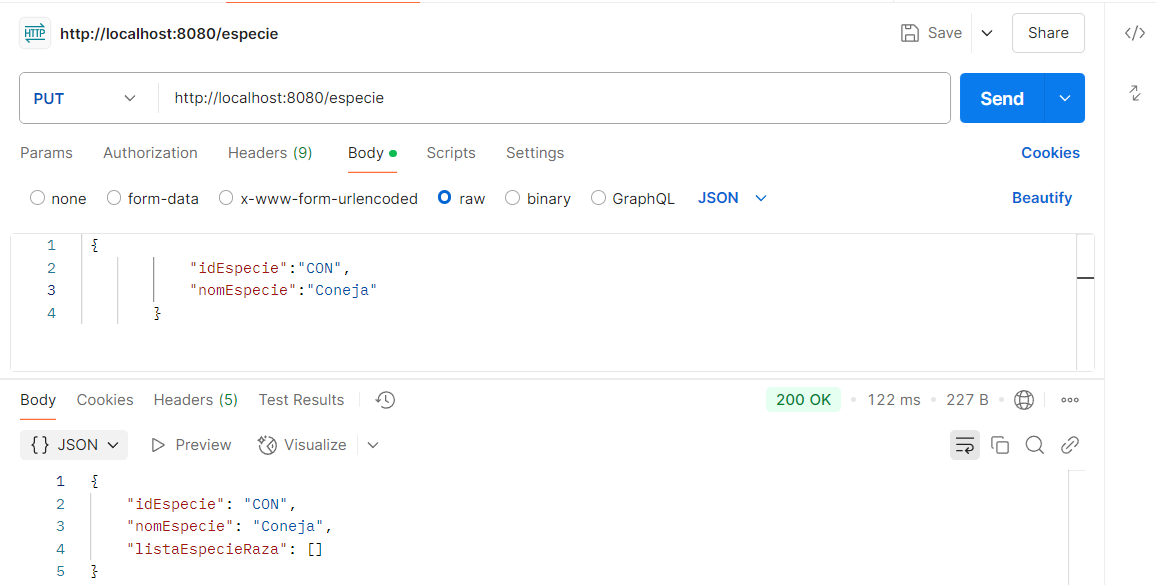 HTTP http://localhost:8080/especie Save Share
PUT http://localhost:8080/especie Send
Params Authorization Headers (9) Body Scripts Settings Cookies
none form-data x-www-form-urlencoded raw binary GraphQL JSON Beautify
1 {
2 "idEspecie":"CON",
3 "nomEspecie":"Coneja"
4 }
Body Cookies Headers (5) Test Results 200 OK 122 ms 227 B
{} JSON Preview Visualize
1 {
2 "idEspecie": "CON",
3 "nomEspecie": "Coneja",
4 "listaEspecieRaza": []
5 }